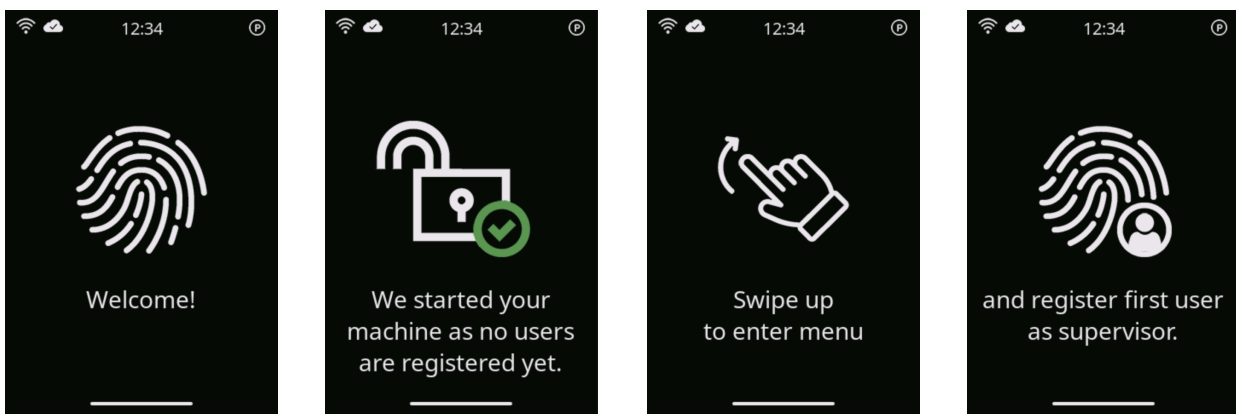 12:34
P
Welcome!
12:34
P
We started your
machine as no users
are registered yet.
12:34
P
Swipe up
to enter menu
12:34
P
and register first user
as supervisor.